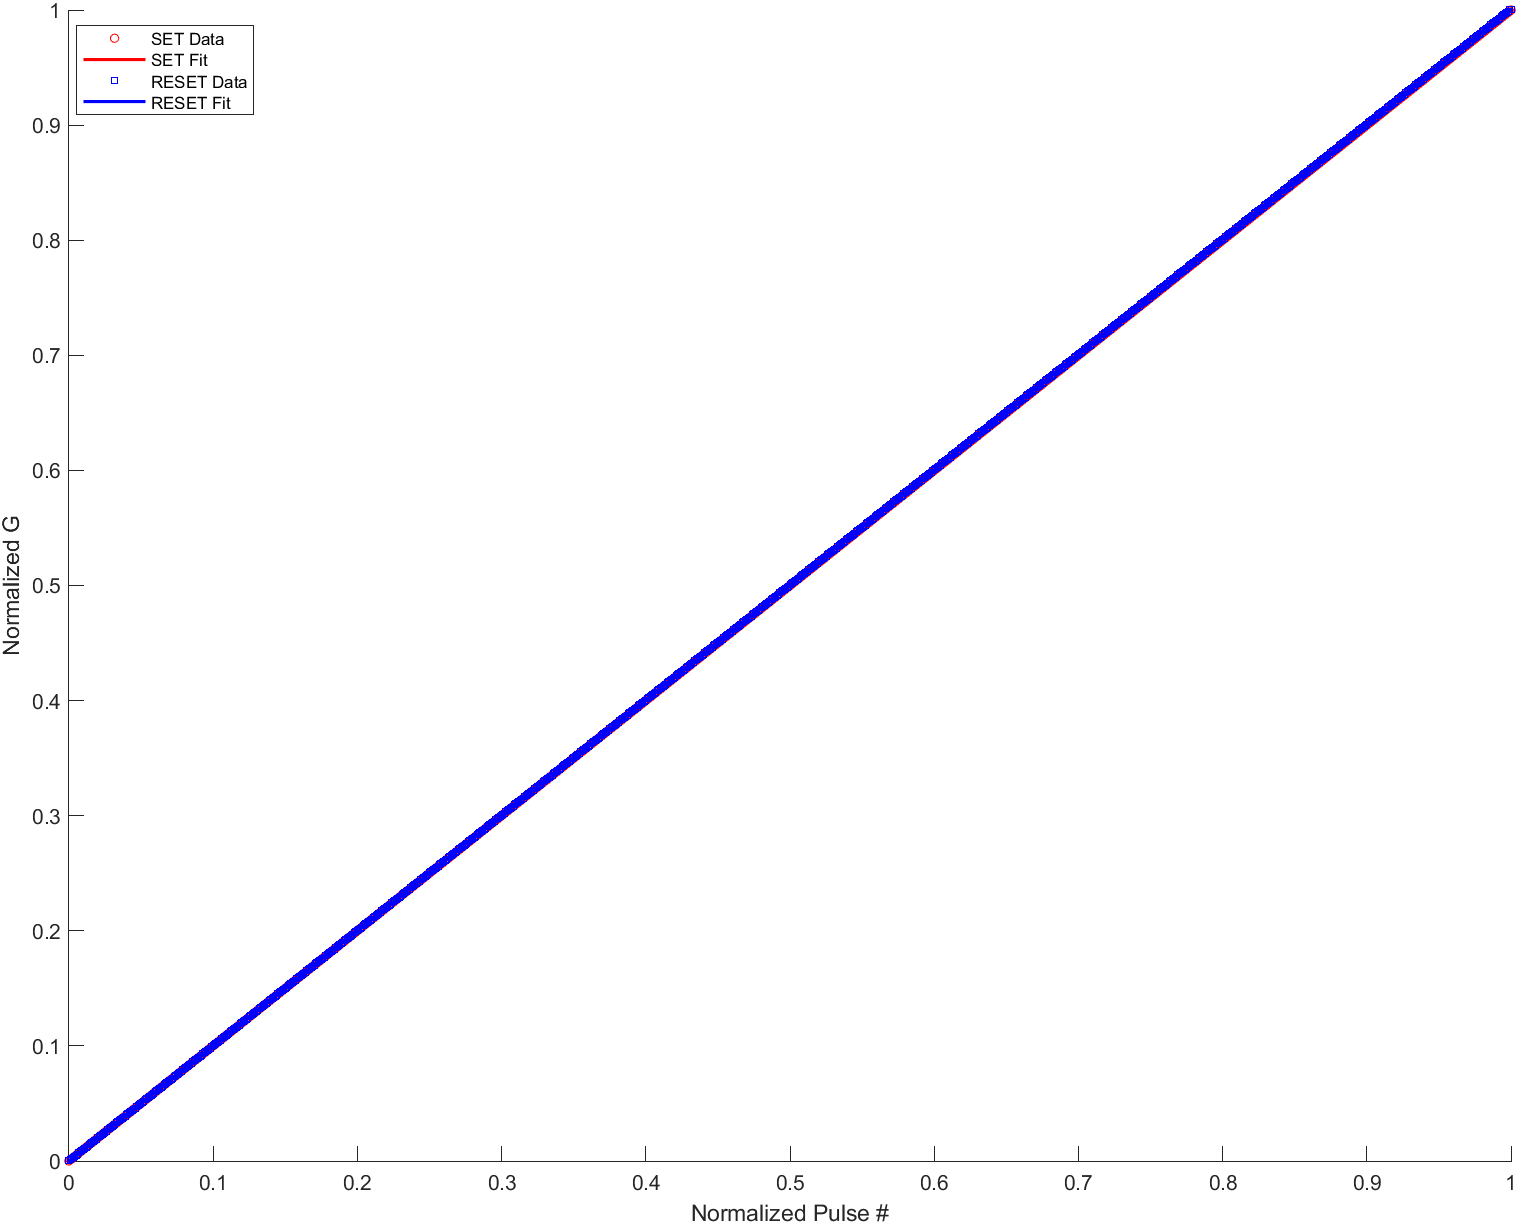 SET Data
SET Fit
RESET Data
RESET Fit
1
0.9
0.8
0.7
0.6
0.5
0.4
0.3
0.2
0.1
0
Normalized G
0 0.1 0.2 0.3 0.4 0.5 0.6 0.7 0.8 0.9 1
Normalized Pulse #